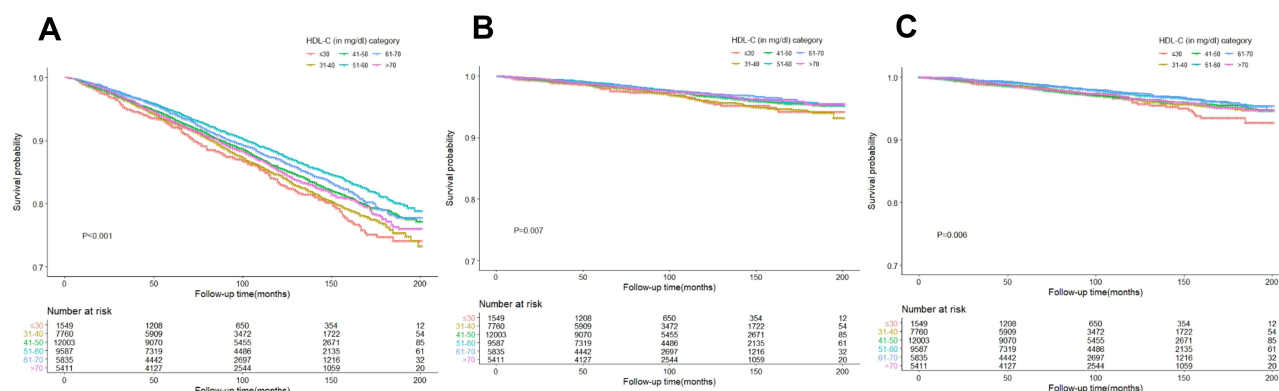 A
HDL-C (in mg/dl) category
≤30 41-50 61-70
31-40 51-60 >70
1.0
0.9
0.8
0.7
Survival probability
P<0.001
0 50 100 150 200
Follow-up time(months)
Number at risk
≤30 1549 1208 650 354 12
31-40 7760 5909 3472 1722 54
41-50 12003 9070 5455 2671 85
51-60 9587 7319 4486 2135 61
61-70 5835 4442 2697 1216 32
>70 5411 4127 2544 1059 20
0 50 100 150 200
Follow-up time(months)
B
HDL-C (in mg/dl) category
≤30 41-50 61-70
31-40 51-60 >70
1.0
0.9
0.8
0.7
Survival probability
P=0.007
0 50 100 150 200
Follow-up time(months)
Number at risk
≤30 1549 1208 650 354 12
31-40 7760 5909 3472 1722 54
41-50 12003 9070 5455 2671 85
51-60 9587 7319 4486 2135 61
61-70 5835 4442 2697 1216 32
>70 5411 4127 2544 1059 20
0 50 100 150 200
Follow-up time(months)
C
HDL-C (in mg/dl) category
≤30 41-50 61-70
31-40 51-60 >70
1.0
0.9
0.8
0.7
Survival probability
P=0.006
0 50 100 150 200
Follow-up time(months)
Number at risk
≤30 1549 1208 650 354 12
31-40 7760 5909 3472 1722 54
41-50 12003 9070 5455 2671 85
51-60 9587 7319 4486 2135 61
61-70 5835 4442 2697 1216 32
>70 5411 4127 2544 1059 20
0 50 100 150 200
Follow-up time(months)